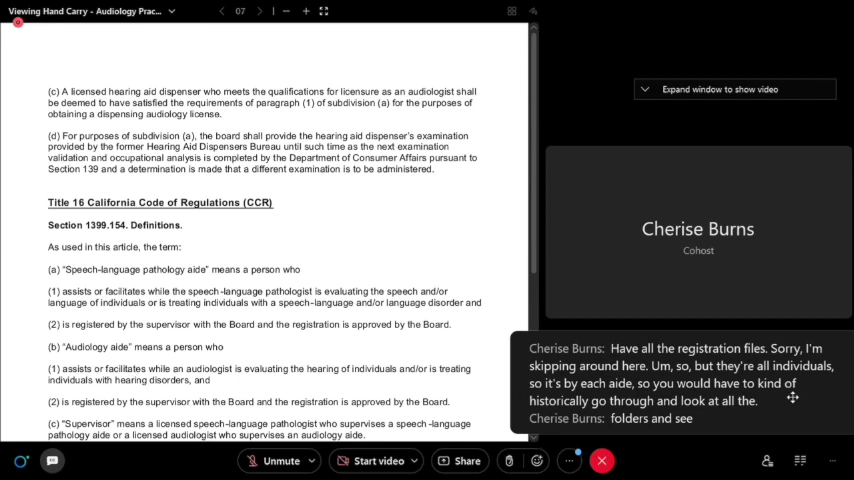 Viewing Hand Carry - Audiology Prac...
07
(c) A licensed hearing aid dispenser who meets the qualifications for licensure as an audiologist shall
be deemed to have satisfied the requirements of paragraph (1) of subdivision (a) for the purposes of
obtaining a dispensing audiology license.
(d) For purposes of subdivision (a), the board shall provide the hearing aid dispenser's examination
provided by the former Hearing Aid Dispensers Bureau until such time as the next examination
validation and occupational analysis is completed by the Department of Consumer Affairs pursuant to
Section 139 and a determination is made that a different examination is to be administered.
Title 16 California Code of Regulations (CCR)
Section 1399.154. Definitions.
As used in this article, the term:
(a) “Speech-language pathology aide” means a person who
(1) assists or facilitates while the speech-language pathologist is evaluating the speech and/or
language of individuals or is treating individuals with a speech-language and/or language disorder and
(2) is registered by the supervisor with the Board and the registration is approved by the Board.
(b) “Audiology aide” means a person who
(1) assists or facilitates while an audiologist is evaluating the hearing of individuals and/or is treating
individuals with hearing disorders, and
(2) is registered by the supervisor with the Board and the registration is approved by the Board.
(c) “Supervisor” means a licensed speech-language pathologist who supervises a speech-language
pathology aide or a licensed audiologist who supervises an audiology aide.
Expand window to show video
Cherise Burns
Cohost
Cherise Burns: Have all the registration files. Sorry, I'm
skipping around here. Um, so, but they're all individuals,
so it's by each aide, so you would have to kind of
historically go through and look at all the.
Cherise Burns: folders and see
Unmute
Start video
Share